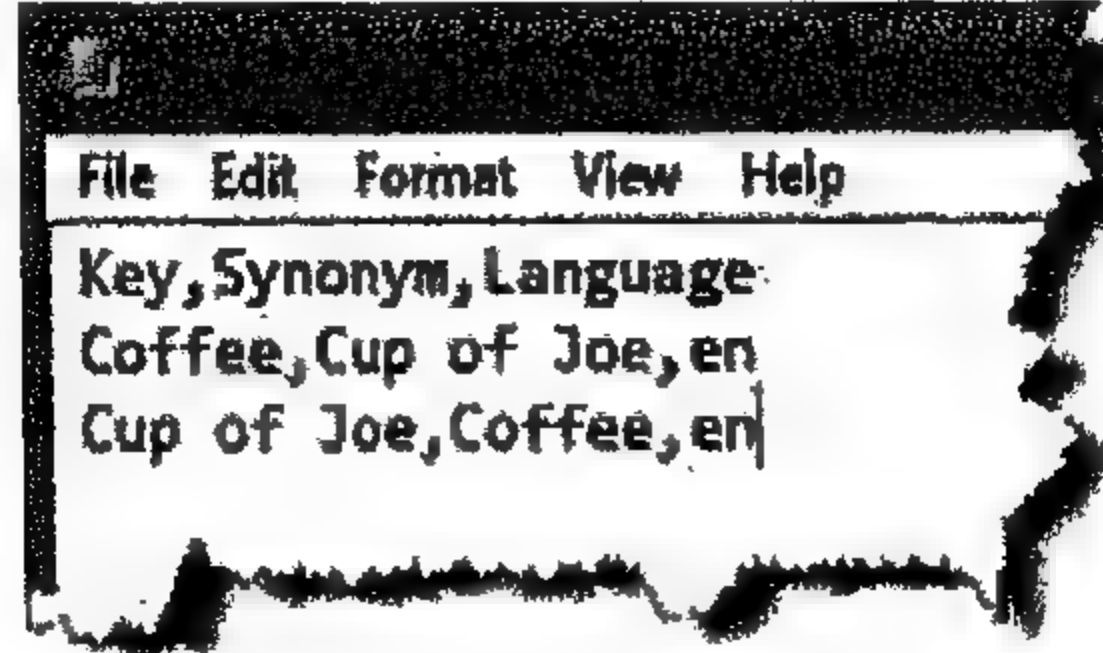 File Edit Format View Help
Key,Synonym,Language
Coffee,Cup of Joe,en
Cup of Joe,Coffee,en